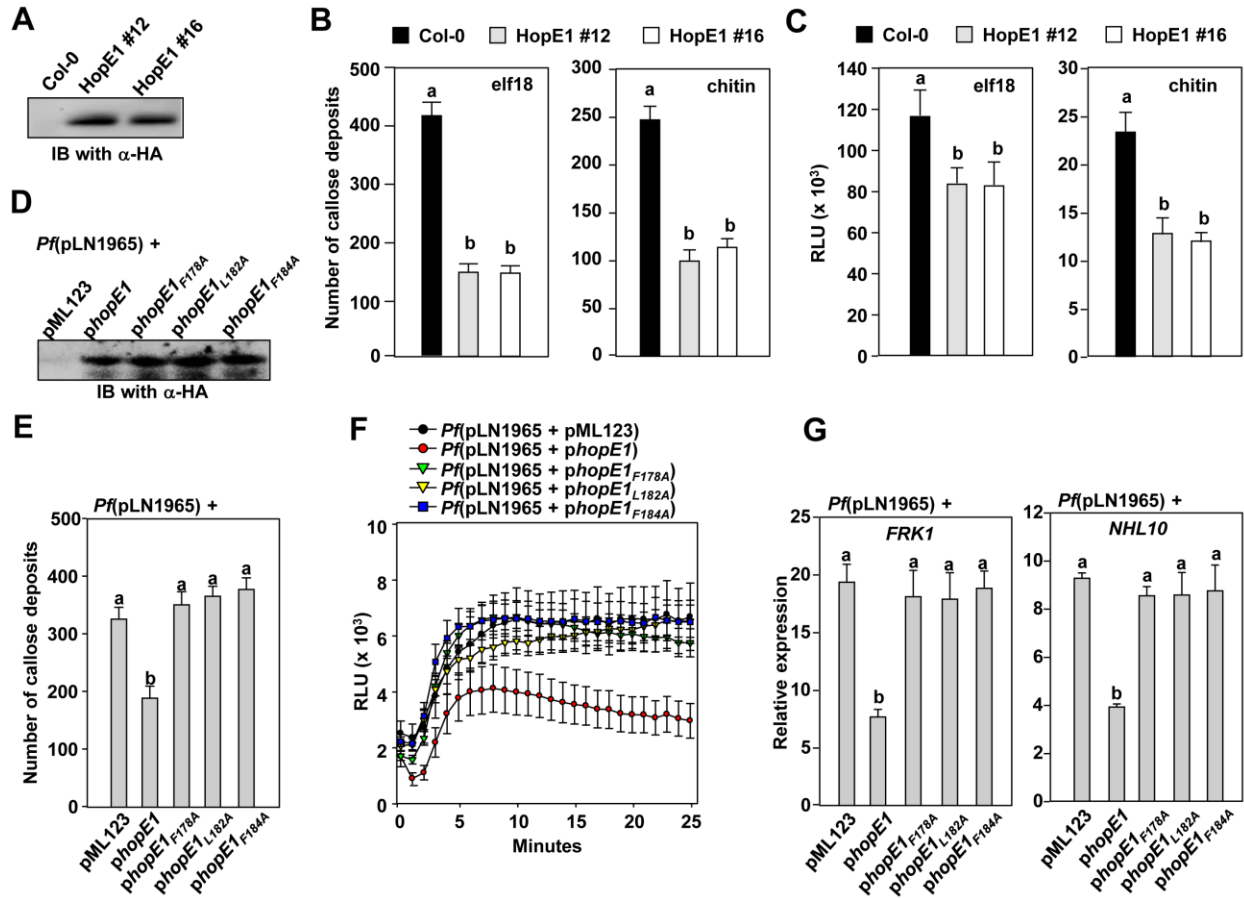 A
Col-0
HopE1 #12
HopE1 #16
IB with α-HA
B
Col-0 HopE1 #12 HopE1 #16
Number of callose deposits
500
400
300
200
100
0
elf18
a
b
b
300
250
200
150
100
50
0
chitin
a
b
b
C
Col-0 HopE1 #12 HopE1 #16
RLU (x 10³)
140
120
100
80
60
40
20
0
elf18
a
b
b
30
25
20
15
10
5
0
chitin
a
b
b
D
Pf(pLN1965) +
pML123
phopE1
phopE1F178A
phopE1L182A
phopE1F184A
IB with α-HA
E
Pf(pLN1965) +
Number of callose deposits
500
400
300
200
100
0
a
b
a
a
a
pML123
phopE1
phopE1F178A
phopE1L182A
phopE1F184A
F
Pf(pLN1965 + pML123)
Pf(pLN1965 + phopE1)
Pf(pLN1965 + phopE1F178A)
Pf(pLN1965 + phopE1L182A)
Pf(pLN1965 + phopE1F184A)
RLU (x 10³)
10
8
6
4
2
0
0 5 10 15 20 25
Minutes
G
Pf(pLN1965) +
FRK1
Relative expression
25
20
15
10
5
0
a
b
a
a
a
pML123
phopE1
phopE1F178A
phopE1L182A
phopE1F184A
Pf(pLN1965) +
NHL10
12
10
8
6
4
2
0
a
b
a
a
a
pML123
phopE1
phopE1F178A
phopE1L182A
phopE1F184A